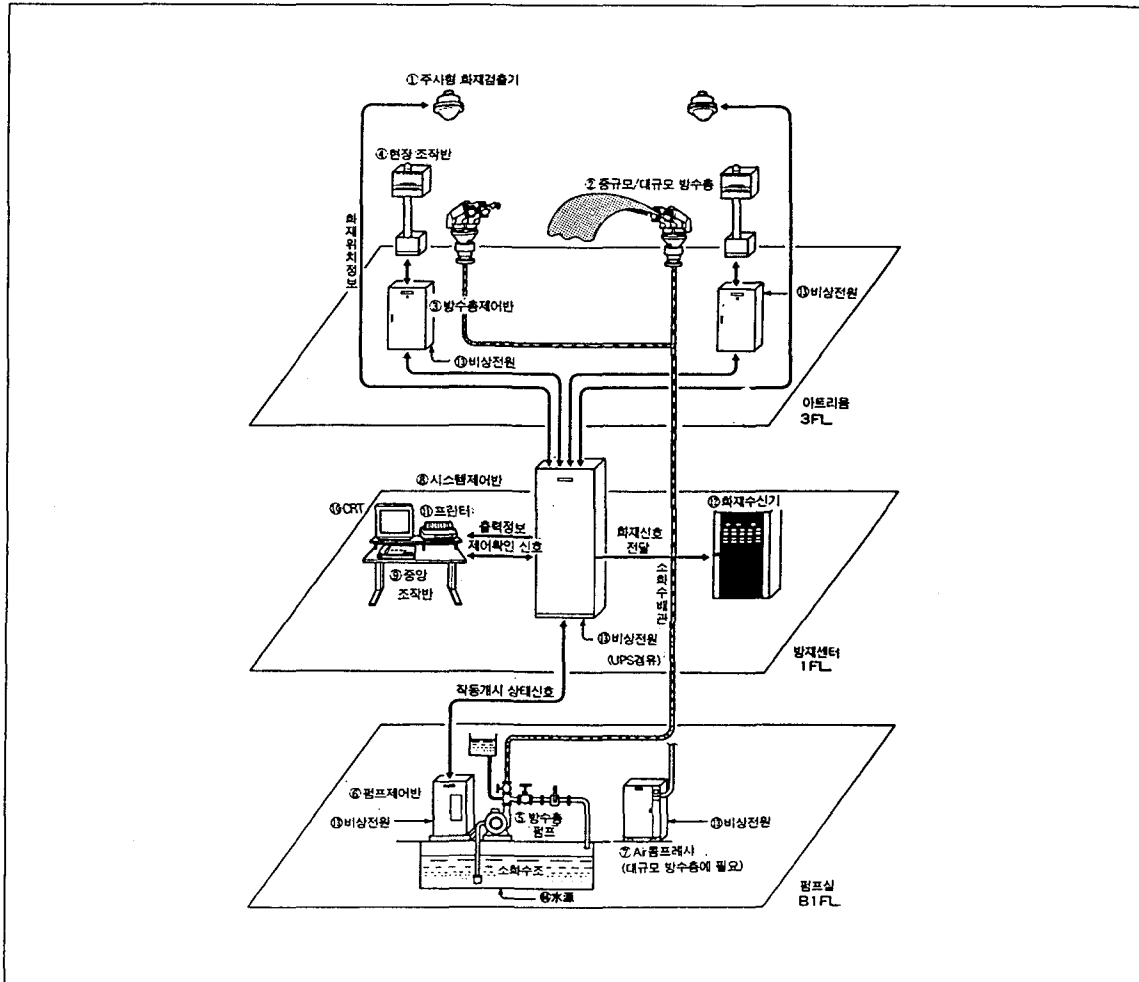 ①주사형 화재검출기
④현장 조작반
②중규모/대규모 방수총
화재위치정보
③방수총제어반
⑬비상전원
⑬비상전원
아트리움
3FL
⑧시스템제어반
⑩CRT
⑪프린터
출력정보
제어확인 신호
⑨중앙
조작반
화재신호
전달
⑫화재수신기
소화수배관
⑬비상전원
(UPS경유)
방재센터
1FL
작동개시 상태신호
⑥펌프제어반
⑬비상전원
⑤방수총
펌프
소화수조
⑭水源
⑬비상전원
⑦Air콤프레샤
(대규모 방수총에 필요)
펌프실
B1FL